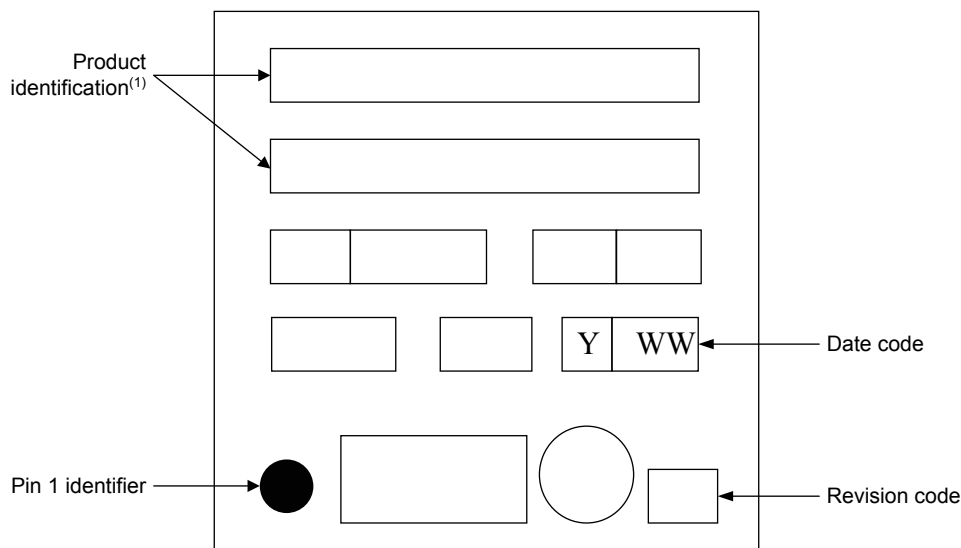 Product
identification(1)
Y WW
Date code
Pin 1 identifier
Revision code